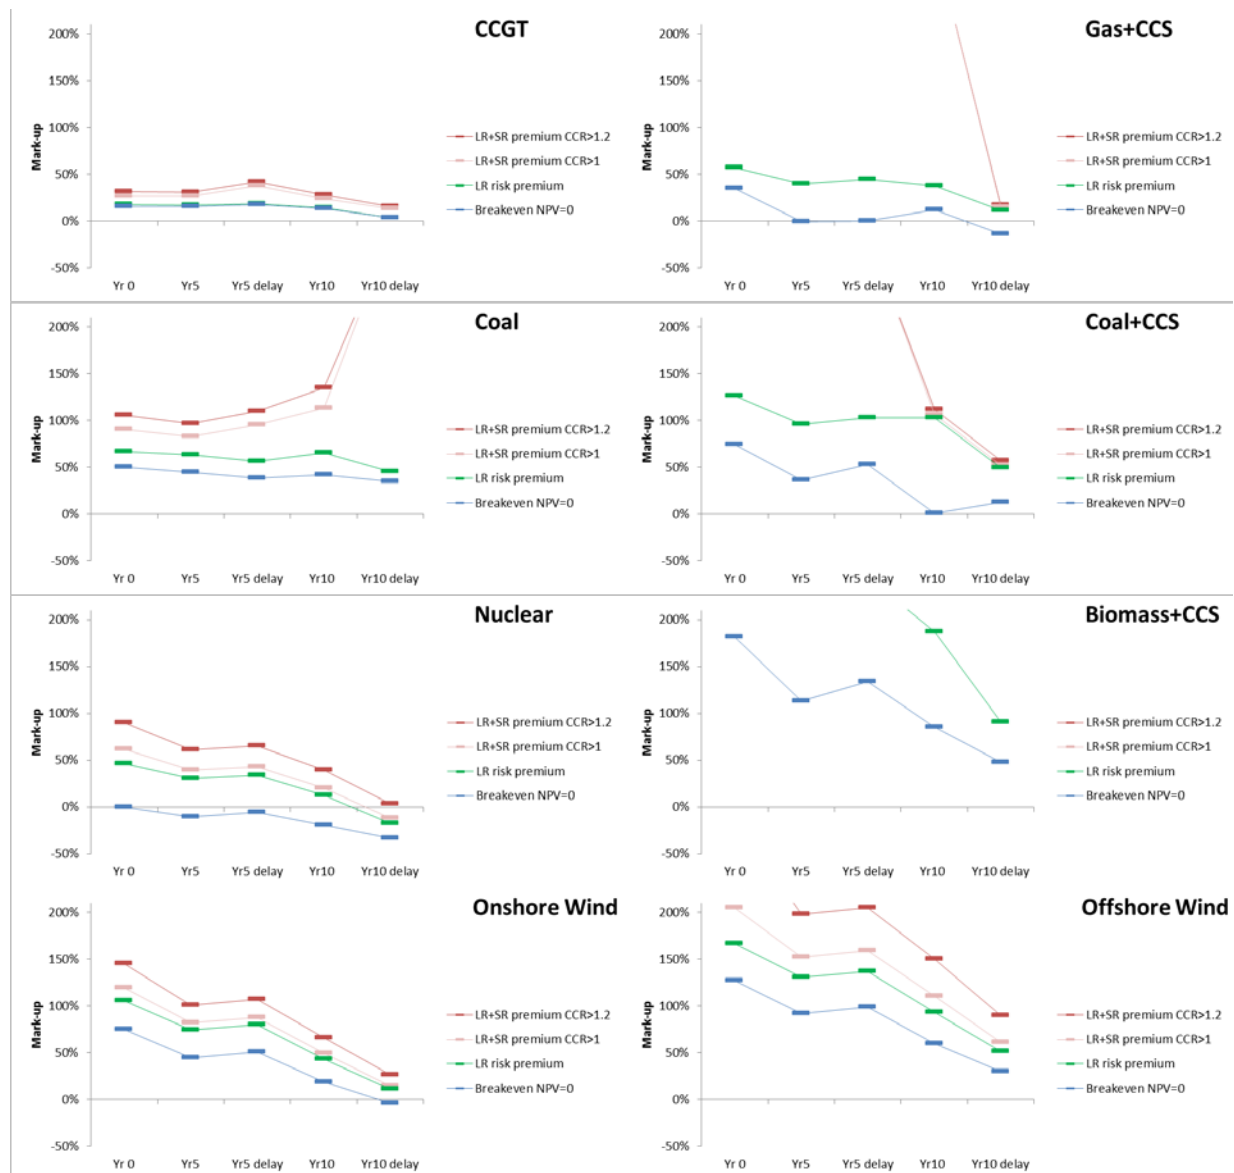 CCGT
200%
150%
100%
50%
0%
-50%
Mark-up
Yr 0 Yr5 Yr5 delay Yr10 Yr10 delay
LR+SR premium CCR>1.2
LR+SR premium CCR>1
LR risk premium
Breakeven NPV=0
Gas+CCS
200%
150%
100%
50%
0%
-50%
Mark-up
Yr 0 Yr5 Yr5 delay Yr10 Yr10 delay
LR+SR premium CCR>1.2
LR+SR premium CCR>1
LR risk premium
Breakeven NPV=0
Coal
200%
150%
100%
50%
0%
-50%
Mark-up
Yr 0 Yr5 Yr5 delay Yr10 Yr10 delay
LR+SR premium CCR>1.2
LR+SR premium CCR>1
LR risk premium
Breakeven NPV=0
Coal+CCS
200%
150%
100%
50%
0%
-50%
Mark-up
Yr 0 Yr5 Yr5 delay Yr10 Yr10 delay
LR+SR premium CCR>1.2
LR+SR premium CCR>1
LR risk premium
Breakeven NPV=0
Nuclear
200%
150%
100%
50%
0%
-50%
Mark-up
Yr 0 Yr5 Yr5 delay Yr10 Yr10 delay
LR+SR premium CCR>1.2
LR+SR premium CCR>1
LR risk premium
Breakeven NPV=0
Biomass+CCS
200%
150%
100%
50%
0%
-50%
Mark-up
Yr 0 Yr5 Yr5 delay Yr10 Yr10 delay
LR+SR premium CCR>1.2
LR+SR premium CCR>1
LR risk premium
Breakeven NPV=0
Onshore Wind
200%
150%
100%
50%
0%
-50%
Mark-up
Yr 0 Yr5 Yr5 delay Yr10 Yr10 delay
LR+SR premium CCR>1.2
LR+SR premium CCR>1
LR risk premium
Breakeven NPV=0
Offshore Wind
200%
150%
100%
50%
0%
-50%
Mark-up
Yr 0 Yr5 Yr5 delay Yr10 Yr10 delay
LR+SR premium CCR>1.2
LR+SR premium CCR>1
LR risk premium
Breakeven NPV=0